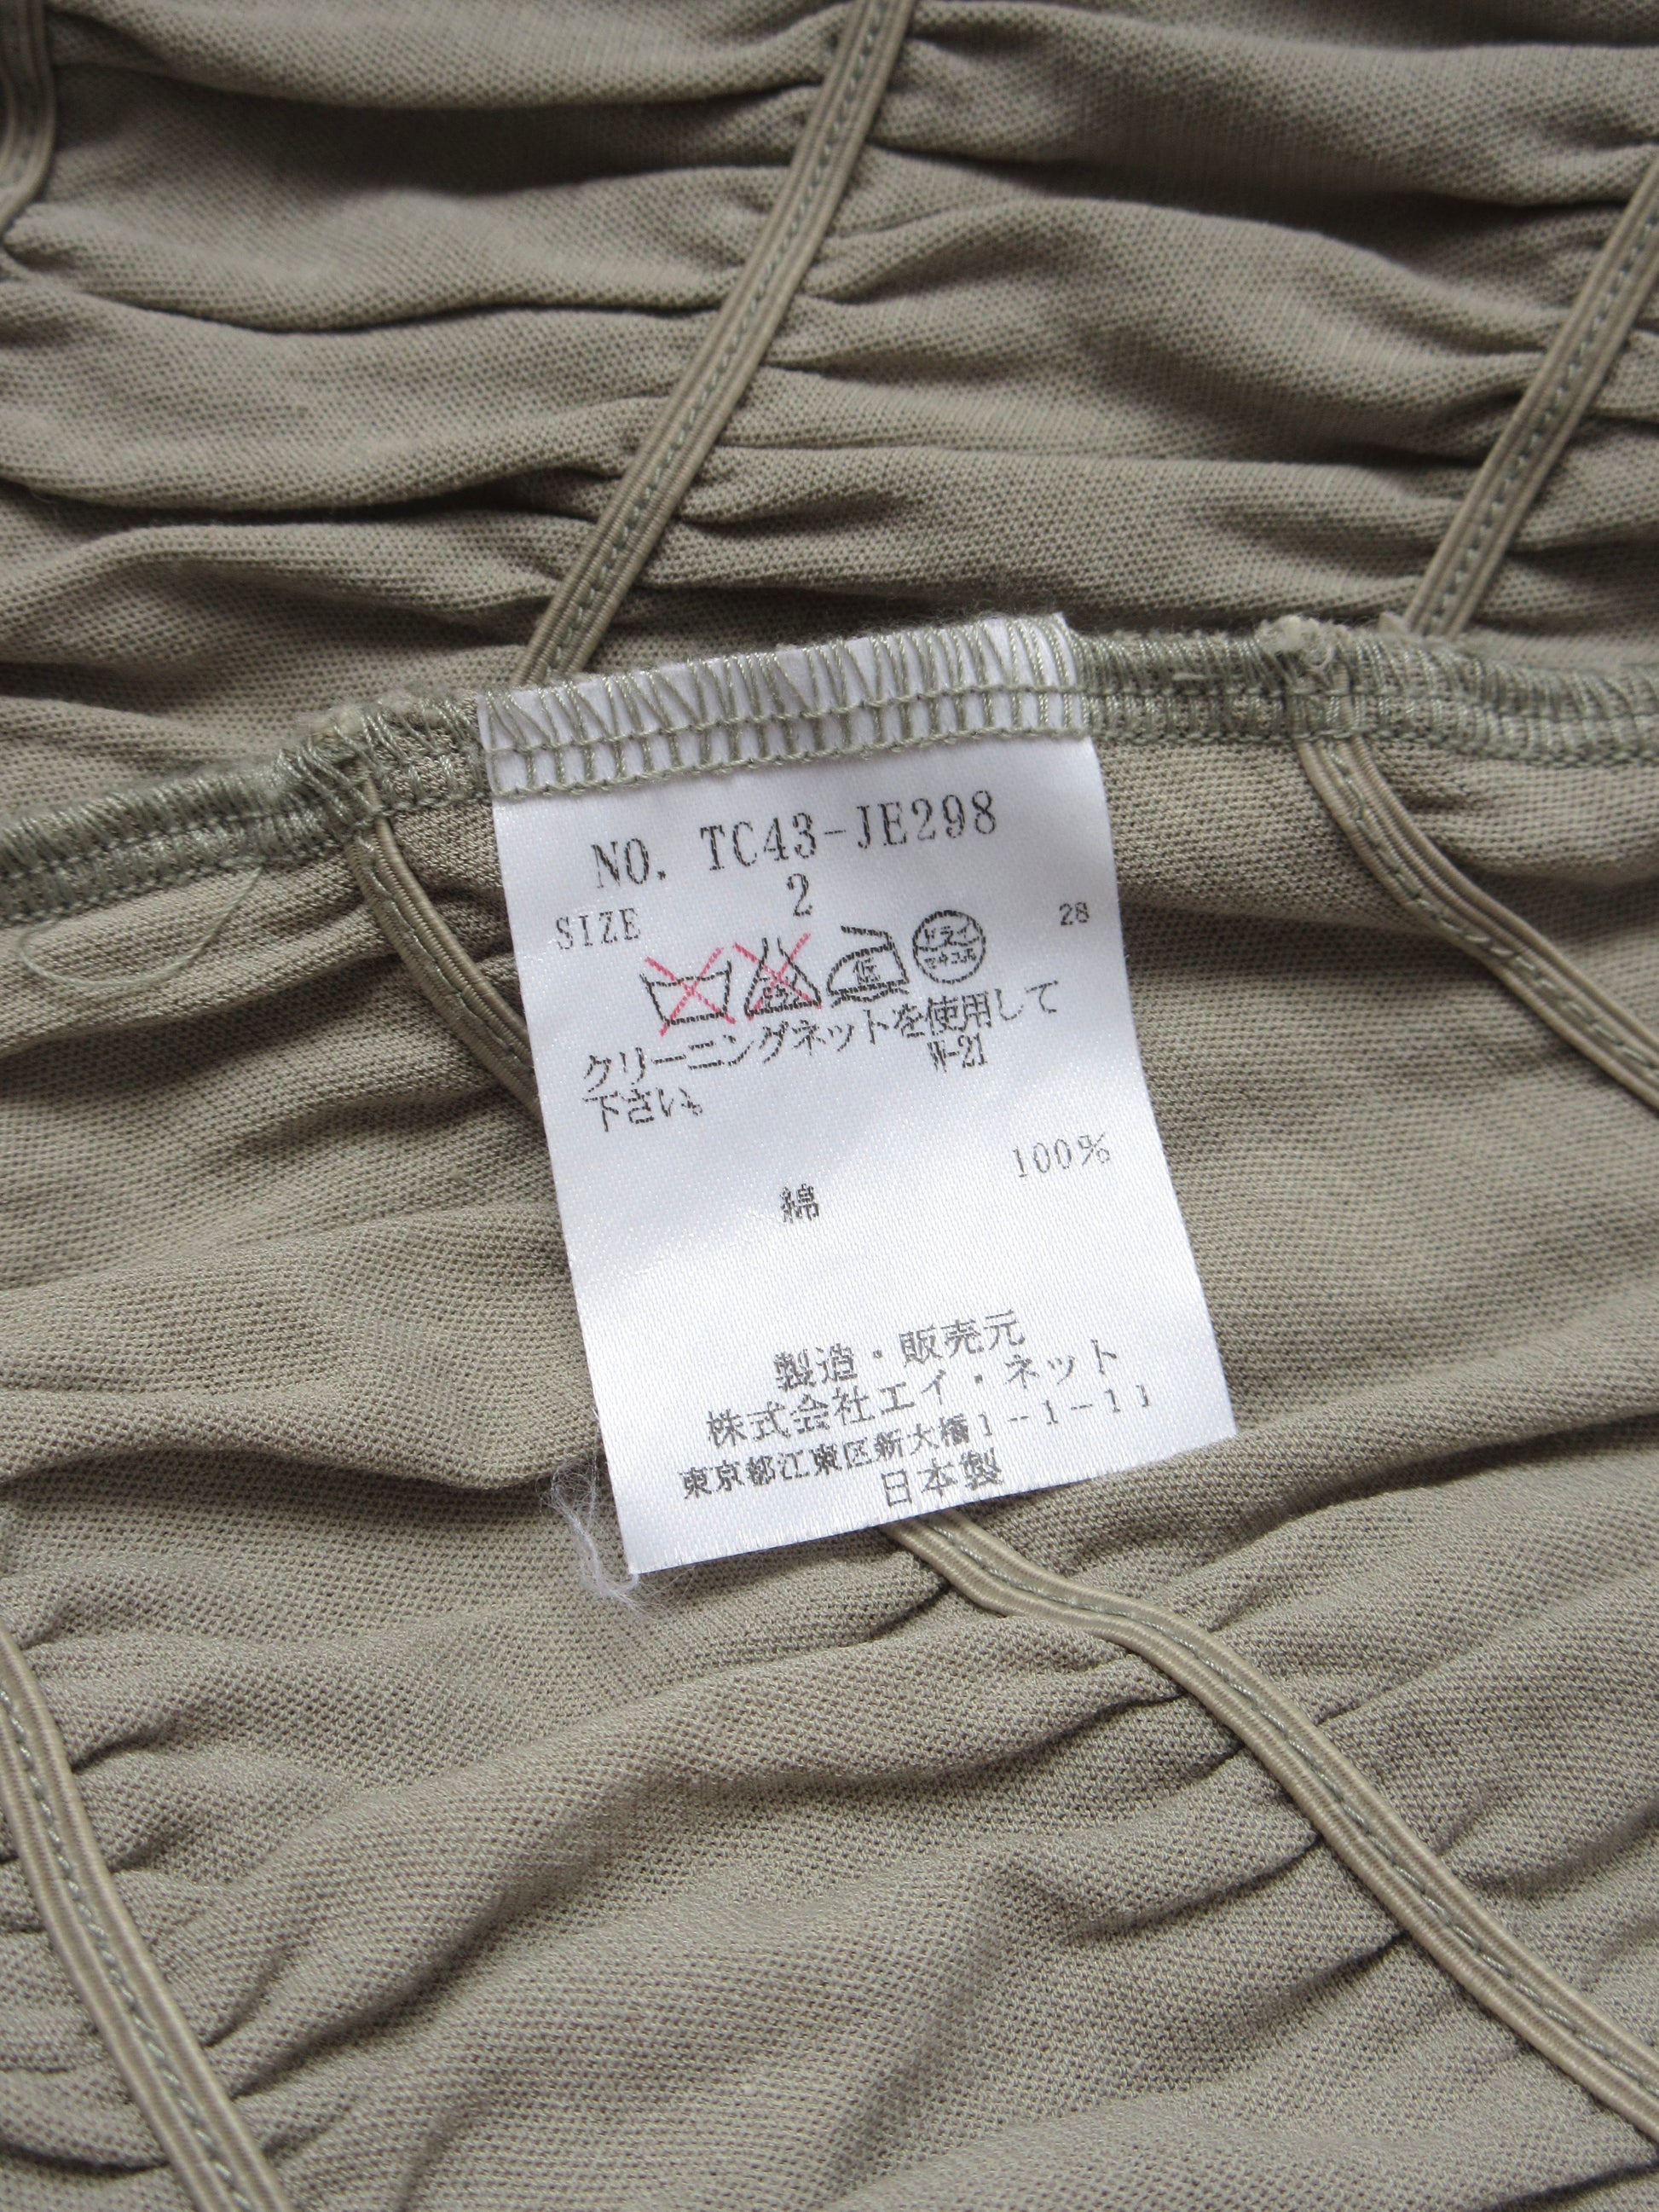 NO. TC43-JE298
SIZE 2 28
低 ドライ
クリーニングネットを使用して
下さい。 W-21
綿 100%
製造・販売元
株式会社エイ・ネット
東京都江東区新大橋1-1-11
日本製